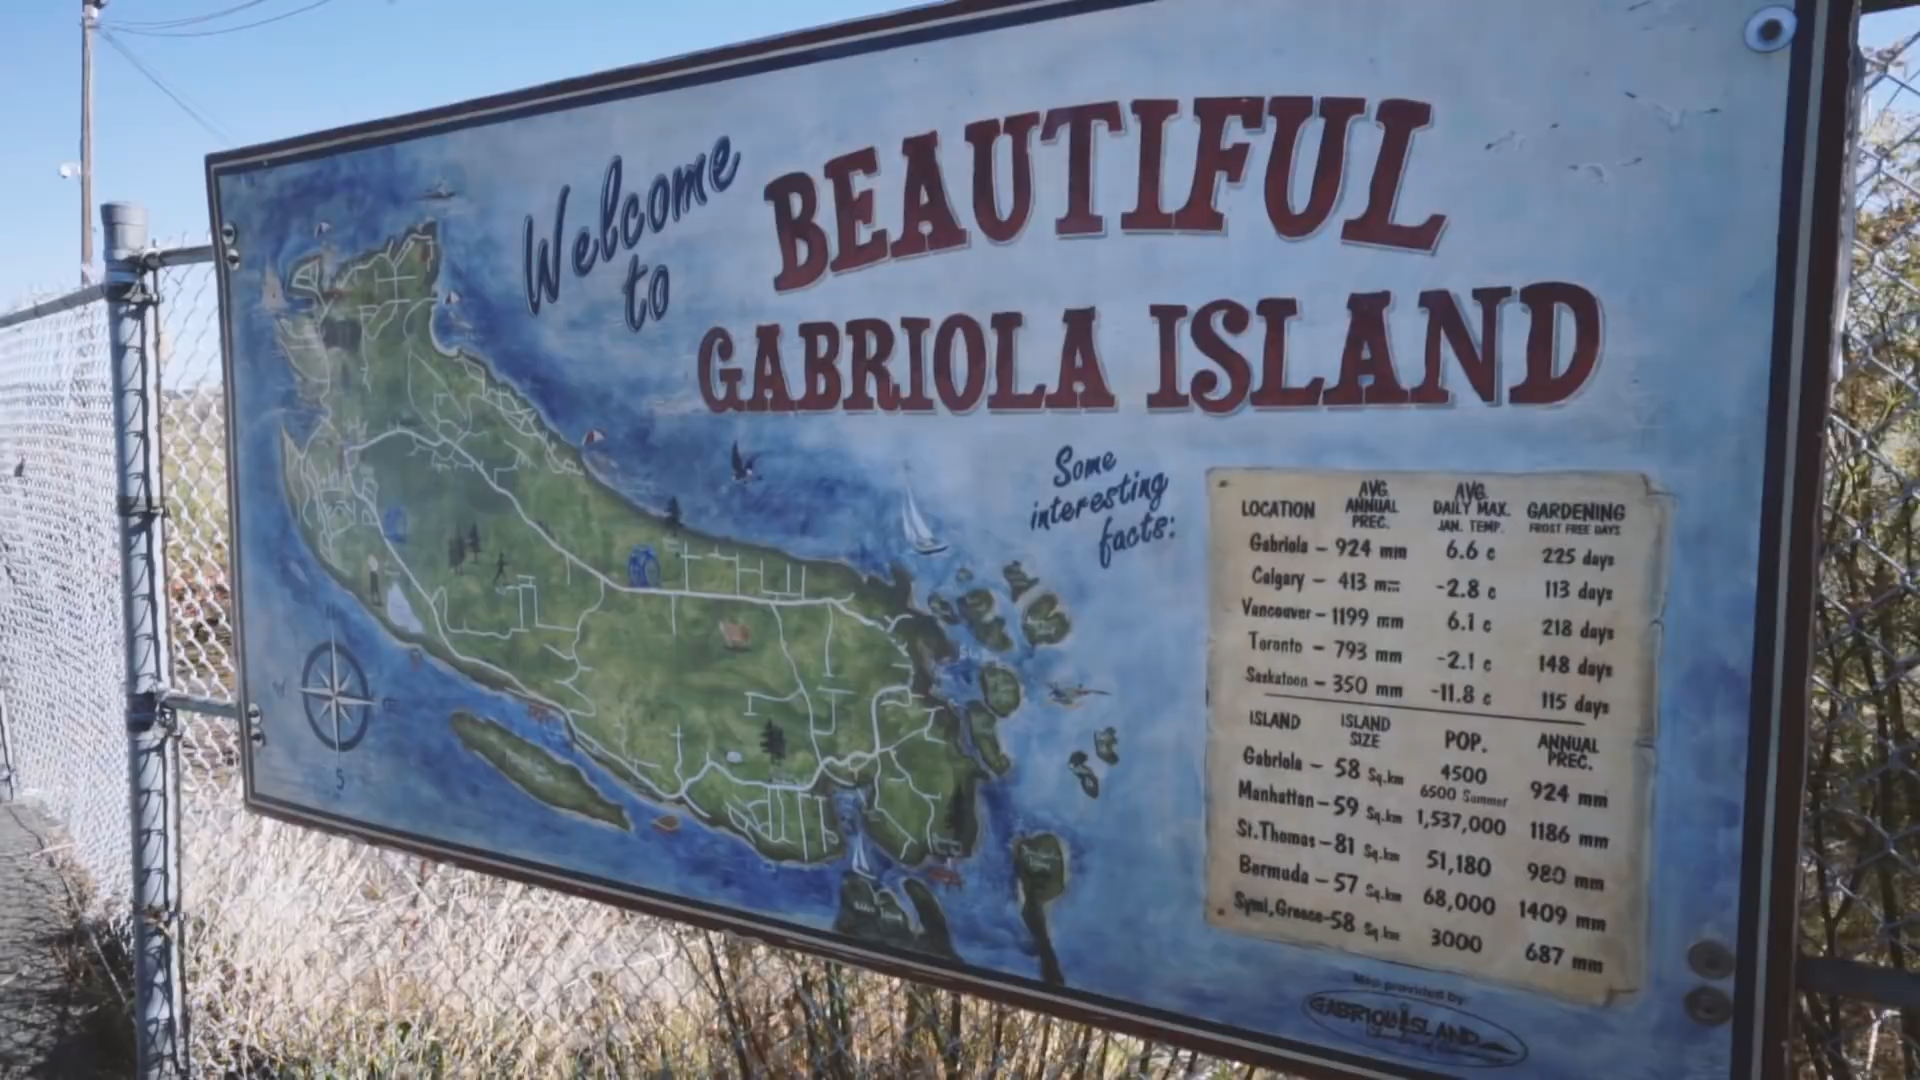 Welcome
to
BEAUTIFUL
GABRIOLA ISLAND
Some
interesting
facts:
LOCATION AVG. ANNUAL PREC. AVG. DAILY MAX. JAN. TEMP. GARDENING FROST FREE DAYS
Gabriola - 924 mm 6.6 c 225 days
Calgary - 413 mm -2.8 c 113 days
Vancouver - 1199 mm 6.1 c 218 days
Toronto - 793 mm -2.1 c 148 days
Saskatoon - 350 mm -11.8 c 115 days
ISLAND ISLAND SIZE POP. ANNUAL PREC.
Gabriola - 58 Sq.km 4500 6500 Summer 924 mm
Manhattan - 59 Sq.km 1,537,000 1186 mm
St.Thomas - 81 Sq.km 51,180 980 mm
Bermuda - 57 Sq.km 68,000 1409 mm
Symi, Greece - 58 Sq.km 3000 687 mm
S
Map provided by:
GABRIOLA ISLAND